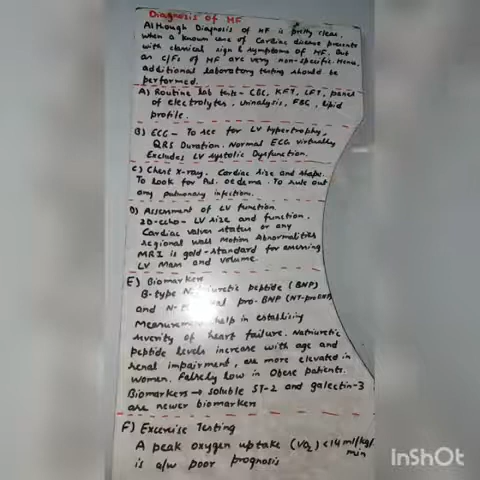 Diagnosis of HF
Although Diagnosis of HF is pretty clear,
when a known case of Cardiac disease presents
with classical sign & symptoms of HF. But
as C/Fs of HF are very non-specific. Hence,
additional laboratory testing should be
performed.
A) Routine lab tests - CBC, KFT, LFT, panel
of electrolytes, urinalysis, FBG, lipid
profile.
B) ECG - To see for LV hypertrophy,
QRS Duration. Normal ECG virtually
Excludes LV systolic Dysfunction.
C) Chest X-ray. Cardiac size and shape.
To look for Pul. oedema. To rule out
any pulmonary infection.
D) Assessment of LV function
2D-echo - LV size and function.
Cardiac valves status or any
regional wall Motion Abnormalities
MRI is gold-standard for assessing
LV Mass and volume.
E) Biomarkers
B-type Natriuretic peptide (BNP)
and pro-BNP (NT-proBNP)
Measurement help in establising
severity of heart failure. Natriuretic
peptide levels increase with age and
renal impairment, are more elevated in
women. Falsely low in Obese patients.
Biomarkers → soluble ST-2 and galectin-3
are newer biomarkers
F) Excercise Testing
A peak oxygen uptake (VO2) <14 ml/kg/
min
is a/w poor prognosis
InShOt